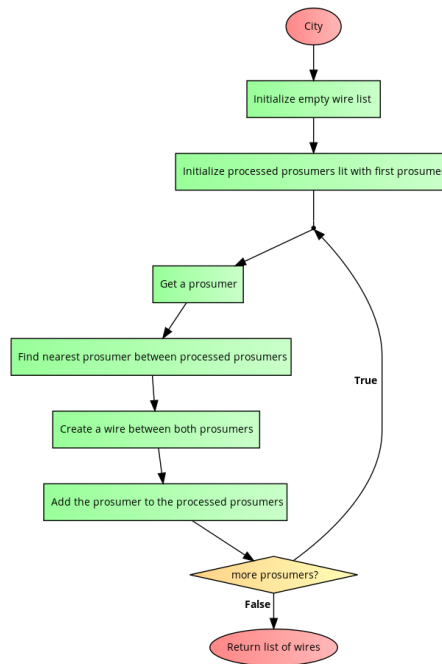 City
Initialize empty wire list
Initialize processed prosumers lit with first prosumer
Get a prosumer
Find nearest prosumer between processed prosumers
Create a wire between both prosumers
True
Add the prosumer to the processed prosumers
more prosumers?
False
Return list of wires